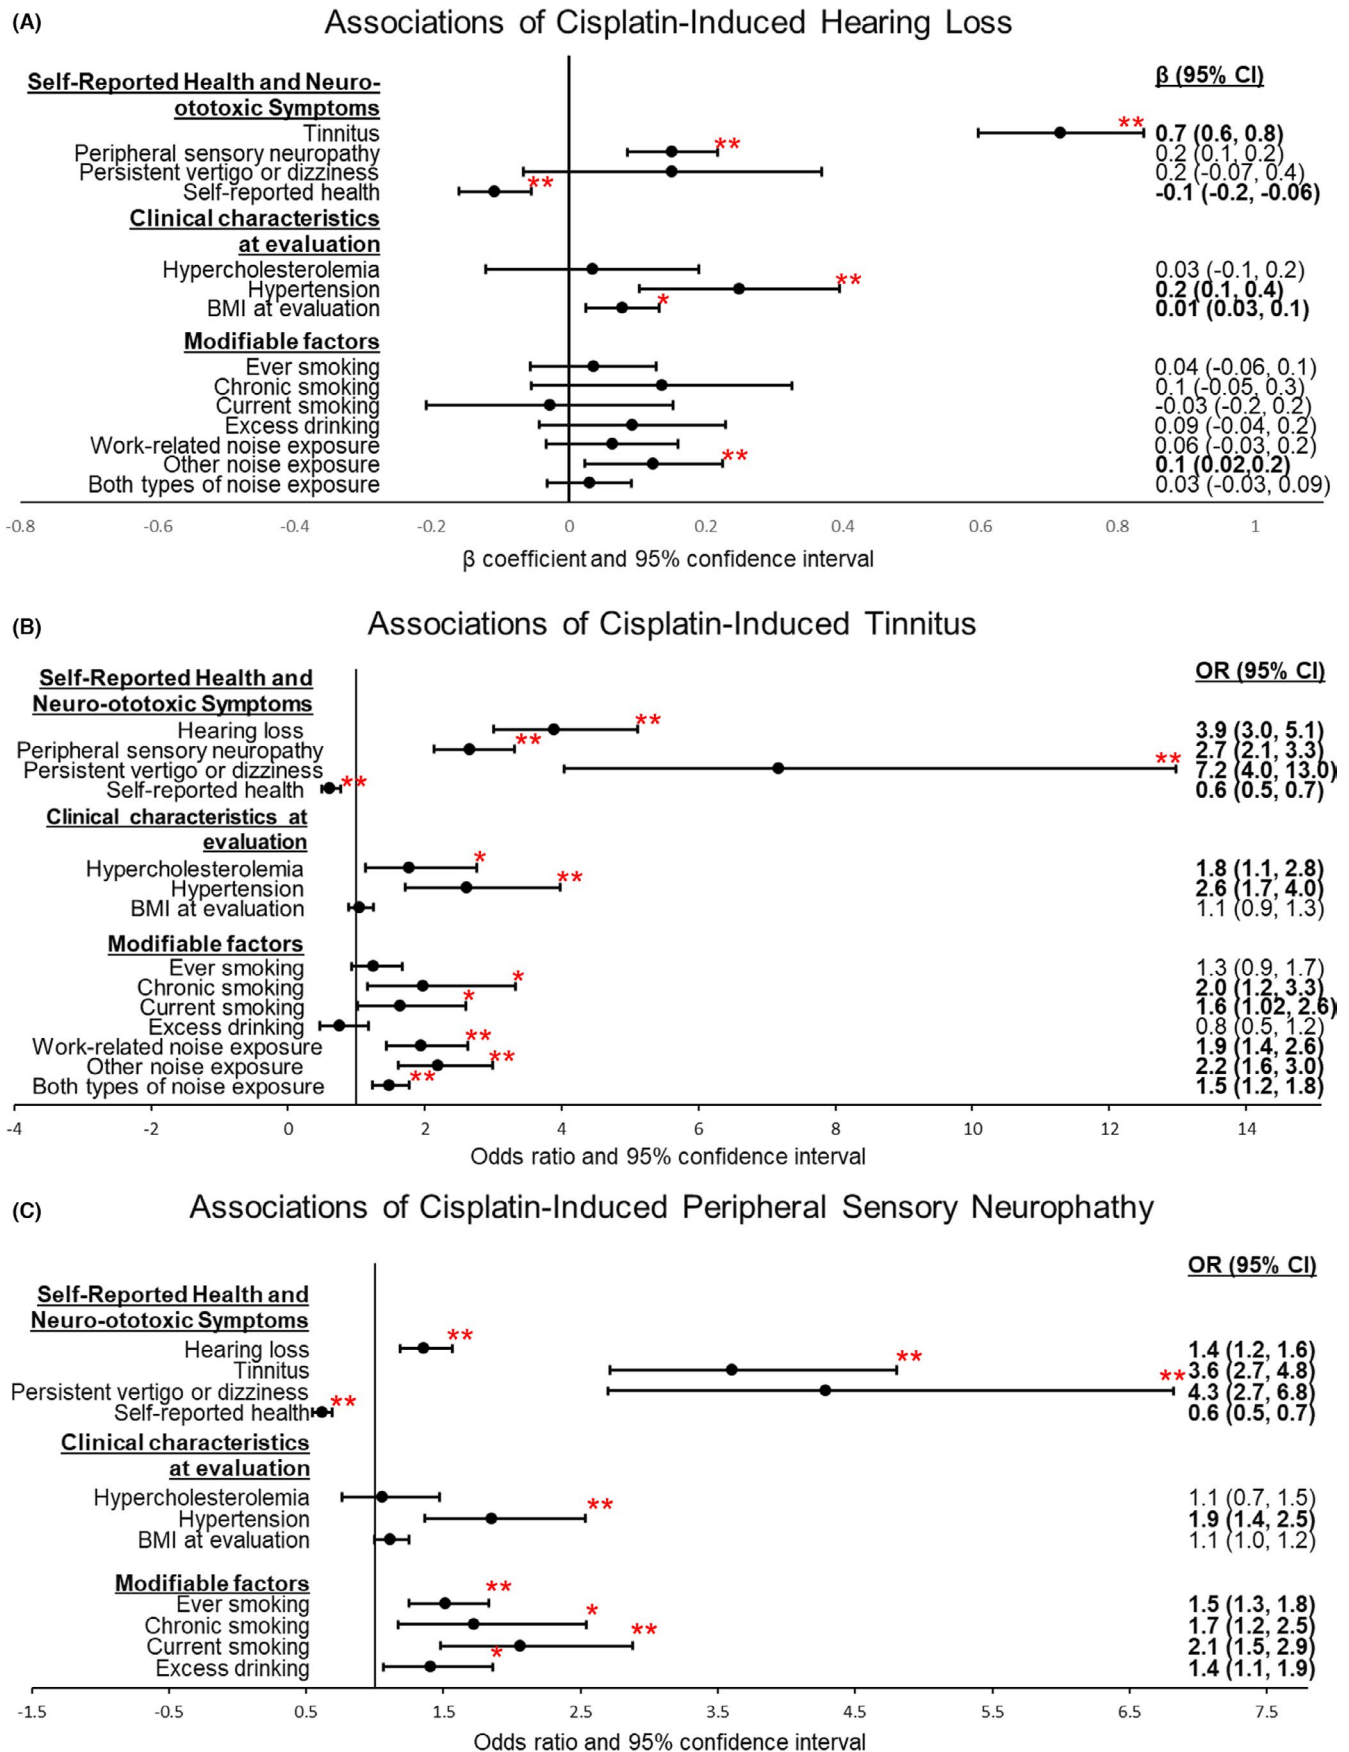 (A)
Associations of Cisplatin-Induced Hearing Loss
Self-Reported Health and Neuro-
ototoxic Symptoms
β (95% CI)
Tinnitus ** 0.7 (0.6, 0.8)
Peripheral sensory neuropathy ** 0.2 (0.1, 0.2)
Persistent vertigo or dizziness 0.2 (-0.07, 0.4)
Self-reported health ** -0.1 (-0.2, -0.06)
Clinical characteristics
at evaluation
Hypercholesterolemia 0.03 (-0.1, 0.2)
Hypertension ** 0.2 (0.1, 0.4)
BMI at evaluation * 0.01 (0.03, 0.1)
Modifiable factors
Ever smoking 0.04 (-0.06, 0.1)
Chronic smoking 0.1 (-0.05, 0.3)
Current smoking -0.03 (-0.2, 0.2)
Excess drinking 0.09 (-0.04, 0.2)
Work-related noise exposure 0.06 (-0.03, 0.2)
Other noise exposure ** 0.1 (0.02,0.2)
Both types of noise exposure 0.03 (-0.03, 0.09)
-0.8 -0.6 -0.4 -0.2 0 0.2 0.4 0.6 0.8 1
β coefficient and 95% confidence interval
(B)
Associations of Cisplatin-Induced Tinnitus
Self-Reported Health and
Neuro-ototoxic Symptoms
OR (95% CI)
Hearing loss ** 3.9 (3.0, 5.1)
Peripheral sensory neuropathy ** 2.7 (2.1, 3.3)
Persistent vertigo or dizziness ** 7.2 (4.0, 13.0)
Self-reported health ** 0.6 (0.5, 0.7)
Clinical characteristics at
evaluation
Hypercholesterolemia * 1.8 (1.1, 2.8)
Hypertension ** 2.6 (1.7, 4.0)
BMI at evaluation 1.1 (0.9, 1.3)
Modifiable factors
Ever smoking 1.3 (0.9, 1.7)
Chronic smoking * 2.0 (1.2, 3.3)
Current smoking * 1.6 (1.02, 2.6)
Excess drinking 0.8 (0.5, 1.2)
Work-related noise exposure ** 1.9 (1.4, 2.6)
Other noise exposure ** 2.2 (1.6, 3.0)
Both types of noise exposure ** 1.5 (1.2, 1.8)
-4 -2 0 2 4 6 8 10 12 14
Odds ratio and 95% confidence interval
(C)
Associations of Cisplatin-Induced Peripheral Sensory Neurophathy
OR (95% CI)
Self-Reported Health and
Neuro-ototoxic Symptoms
Hearing loss ** 1.4 (1.2, 1.6)
Tinnitus ** 3.6 (2.7, 4.8)
Persistent vertigo or dizziness ** 4.3 (2.7, 6.8)
Self-reported health ** 0.6 (0.5, 0.7)
Clinical characteristics
at evaluation
Hypercholesterolemia 1.1 (0.7, 1.5)
Hypertension ** 1.9 (1.4, 2.5)
BMI at evaluation 1.1 (1.0, 1.2)
Modifiable factors
Ever smoking ** 1.5 (1.3, 1.8)
Chronic smoking * 1.7 (1.2, 2.5)
Current smoking ** 2.1 (1.5, 2.9)
Excess drinking * 1.4 (1.1, 1.9)
-1.5 -0.5 0.5 1.5 2.5 3.5 4.5 5.5 6.5 7.5
Odds ratio and 95% confidence interval